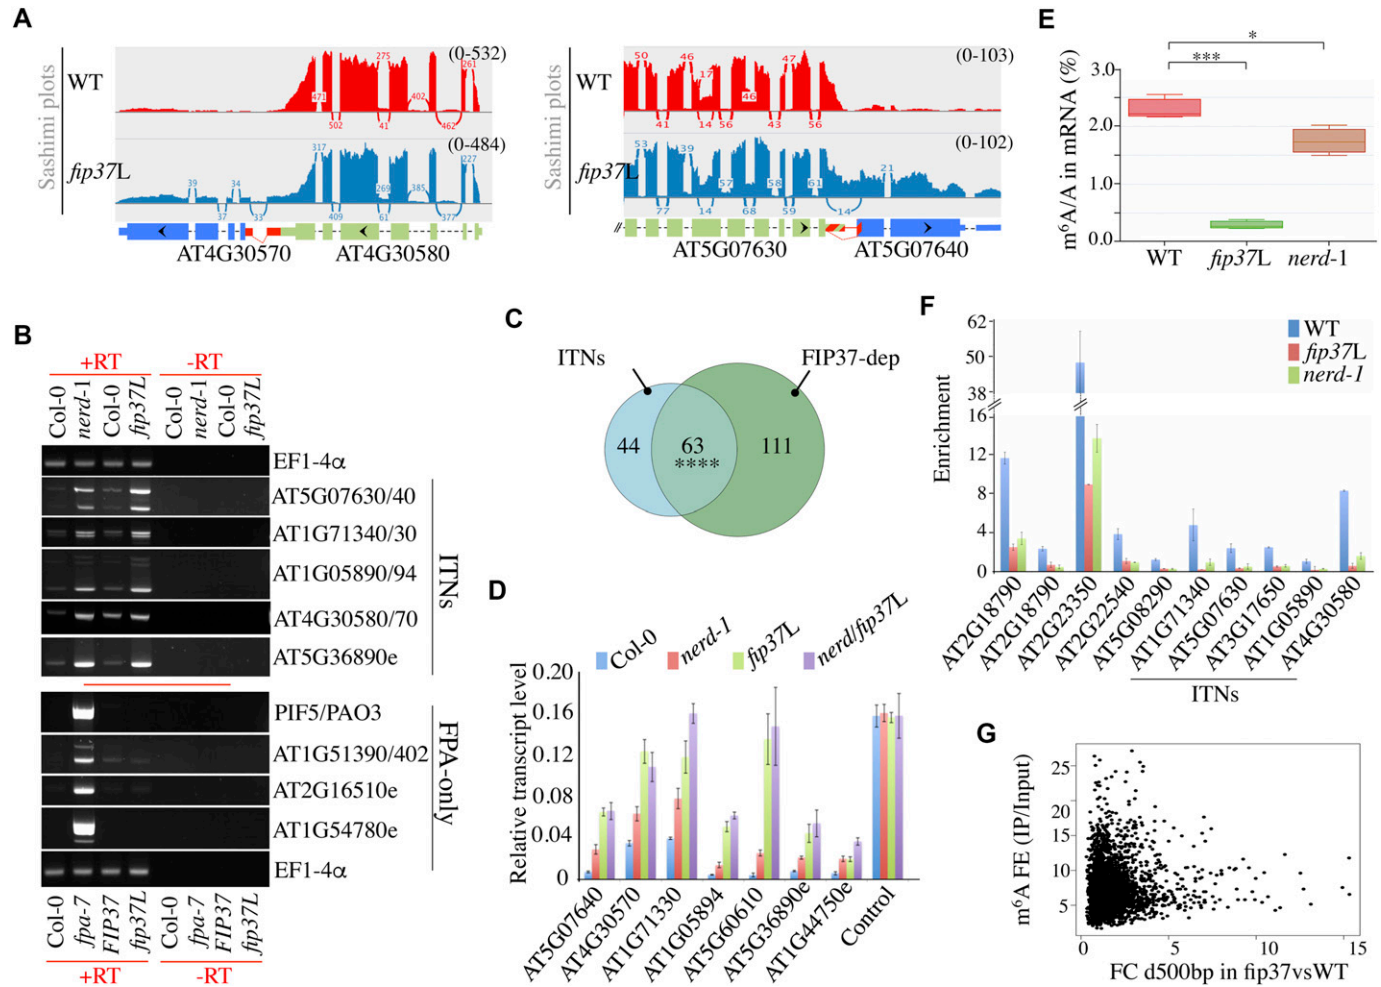 A
Sashimi plots
WT
(0-532)
275
261
471
402
502
41
462
fip37L
(0-484)
317
227
39
34
269
385
37
33
409
61
377
AT4G30570
AT4G30580
Sashimi plots
WT
(0-103)
50
46
17
47
46
41
14
56
43
56
fip37L
(0-102)
53
39
21
57
58
61
77
14
68
59
14
//
AT5G07630
AT5G07640
B
+RT
-RT
Col-0
nerd-1
Col-0
fip37L
Col-0
nerd-1
Col-0
fip37L
EF1-4α
AT5G07630/40
AT1G71340/30
AT1G05890/94
AT4G30580/70
AT5G36890e
ITNs
PIF5/PAO3
AT1G51390/402
AT2G16510e
AT1G54780e
EF1-4α
FPA-only
Col-0
fpa-7
FIP37
fip37L
Col-0
fpa-7
FIP37
fip37L
+RT
-RT
C
ITNs
FIP37-dep
44
63
****
111
D
Col-0
nerd-1
fip37L
nerd/fip37L
Relative transcript level
0.20
0.16
0.12
0.08
0.04
0
AT5G07640
AT4G30570
AT1G71330
AT1G05894
AT5G60610
AT5G36890e
AT1G44750e
Control
E
*
***
m⁶A/A in mRNA (%)
3.0
2.0
1.0
0.0
WT
fip37L
nerd-1
F
WT
fip37L
nerd-1
Enrichment
62
50
38
16
12
8
4
0
AT2G18790
AT2G18790
AT2G23350
AT2G22540
AT5G08290
AT1G71340
AT5G07630
AT3G17650
AT1G05890
AT4G30580
ITNs
G
m⁶A FE (IP/Input)
25
20
15
10
5
0
5
10
15
FC d500bp in fip37vsWT